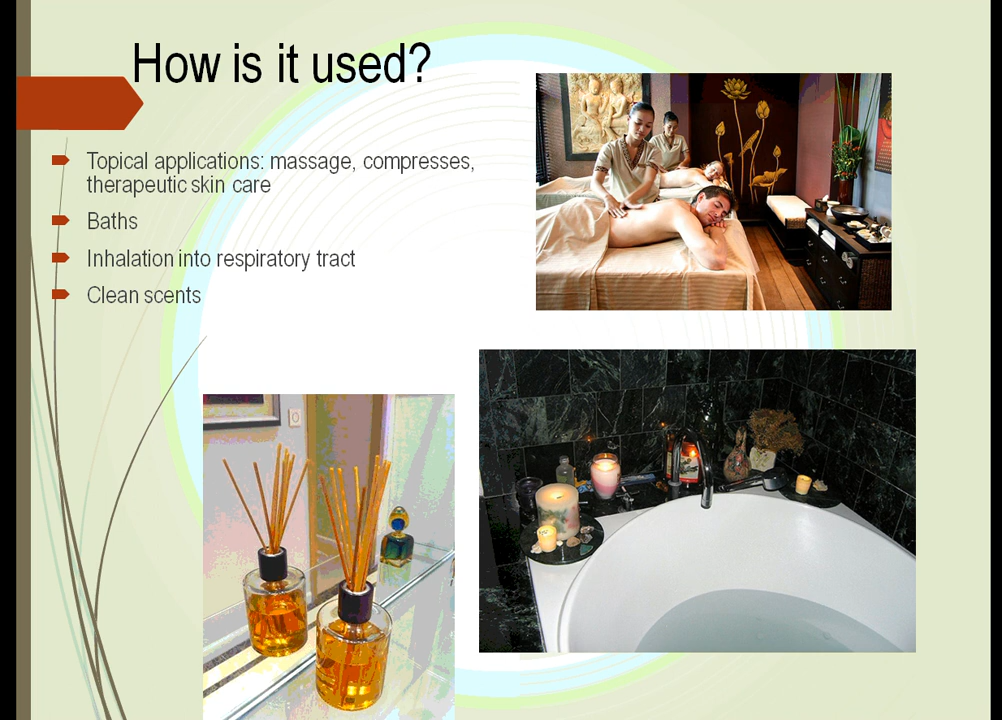 How is it used?
Topical applications: massage, compresses,
therapeutic skin care
Baths
Inhalation into respiratory tract
Clean scents